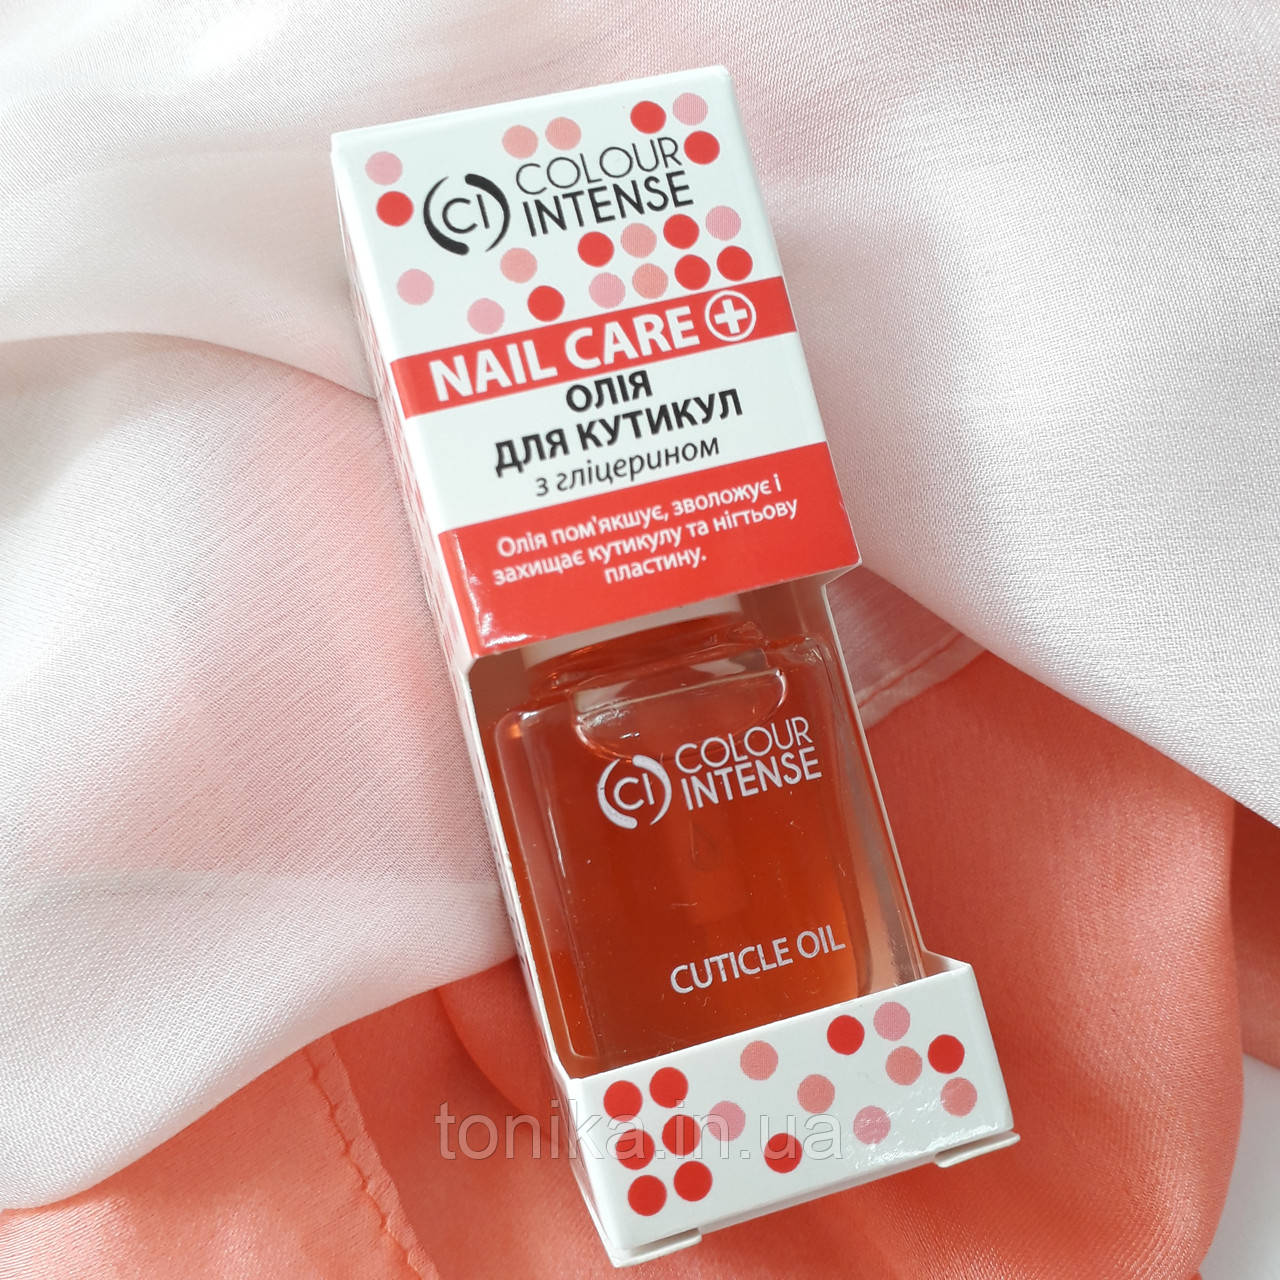 CI COLOUR
INTENSE
NAIL CARE +
ОЛІЯ
ДЛЯ КУТИКУЛ
з гліцерином
Олія пом'якшує, зволожує і
захищає кутикулу та нігтьову
пластину.
CI COLOUR
INTENSE
CUTICLE OIL
tonika.in.ua